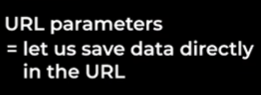 URL parameters
= let us save data directly
in the URL